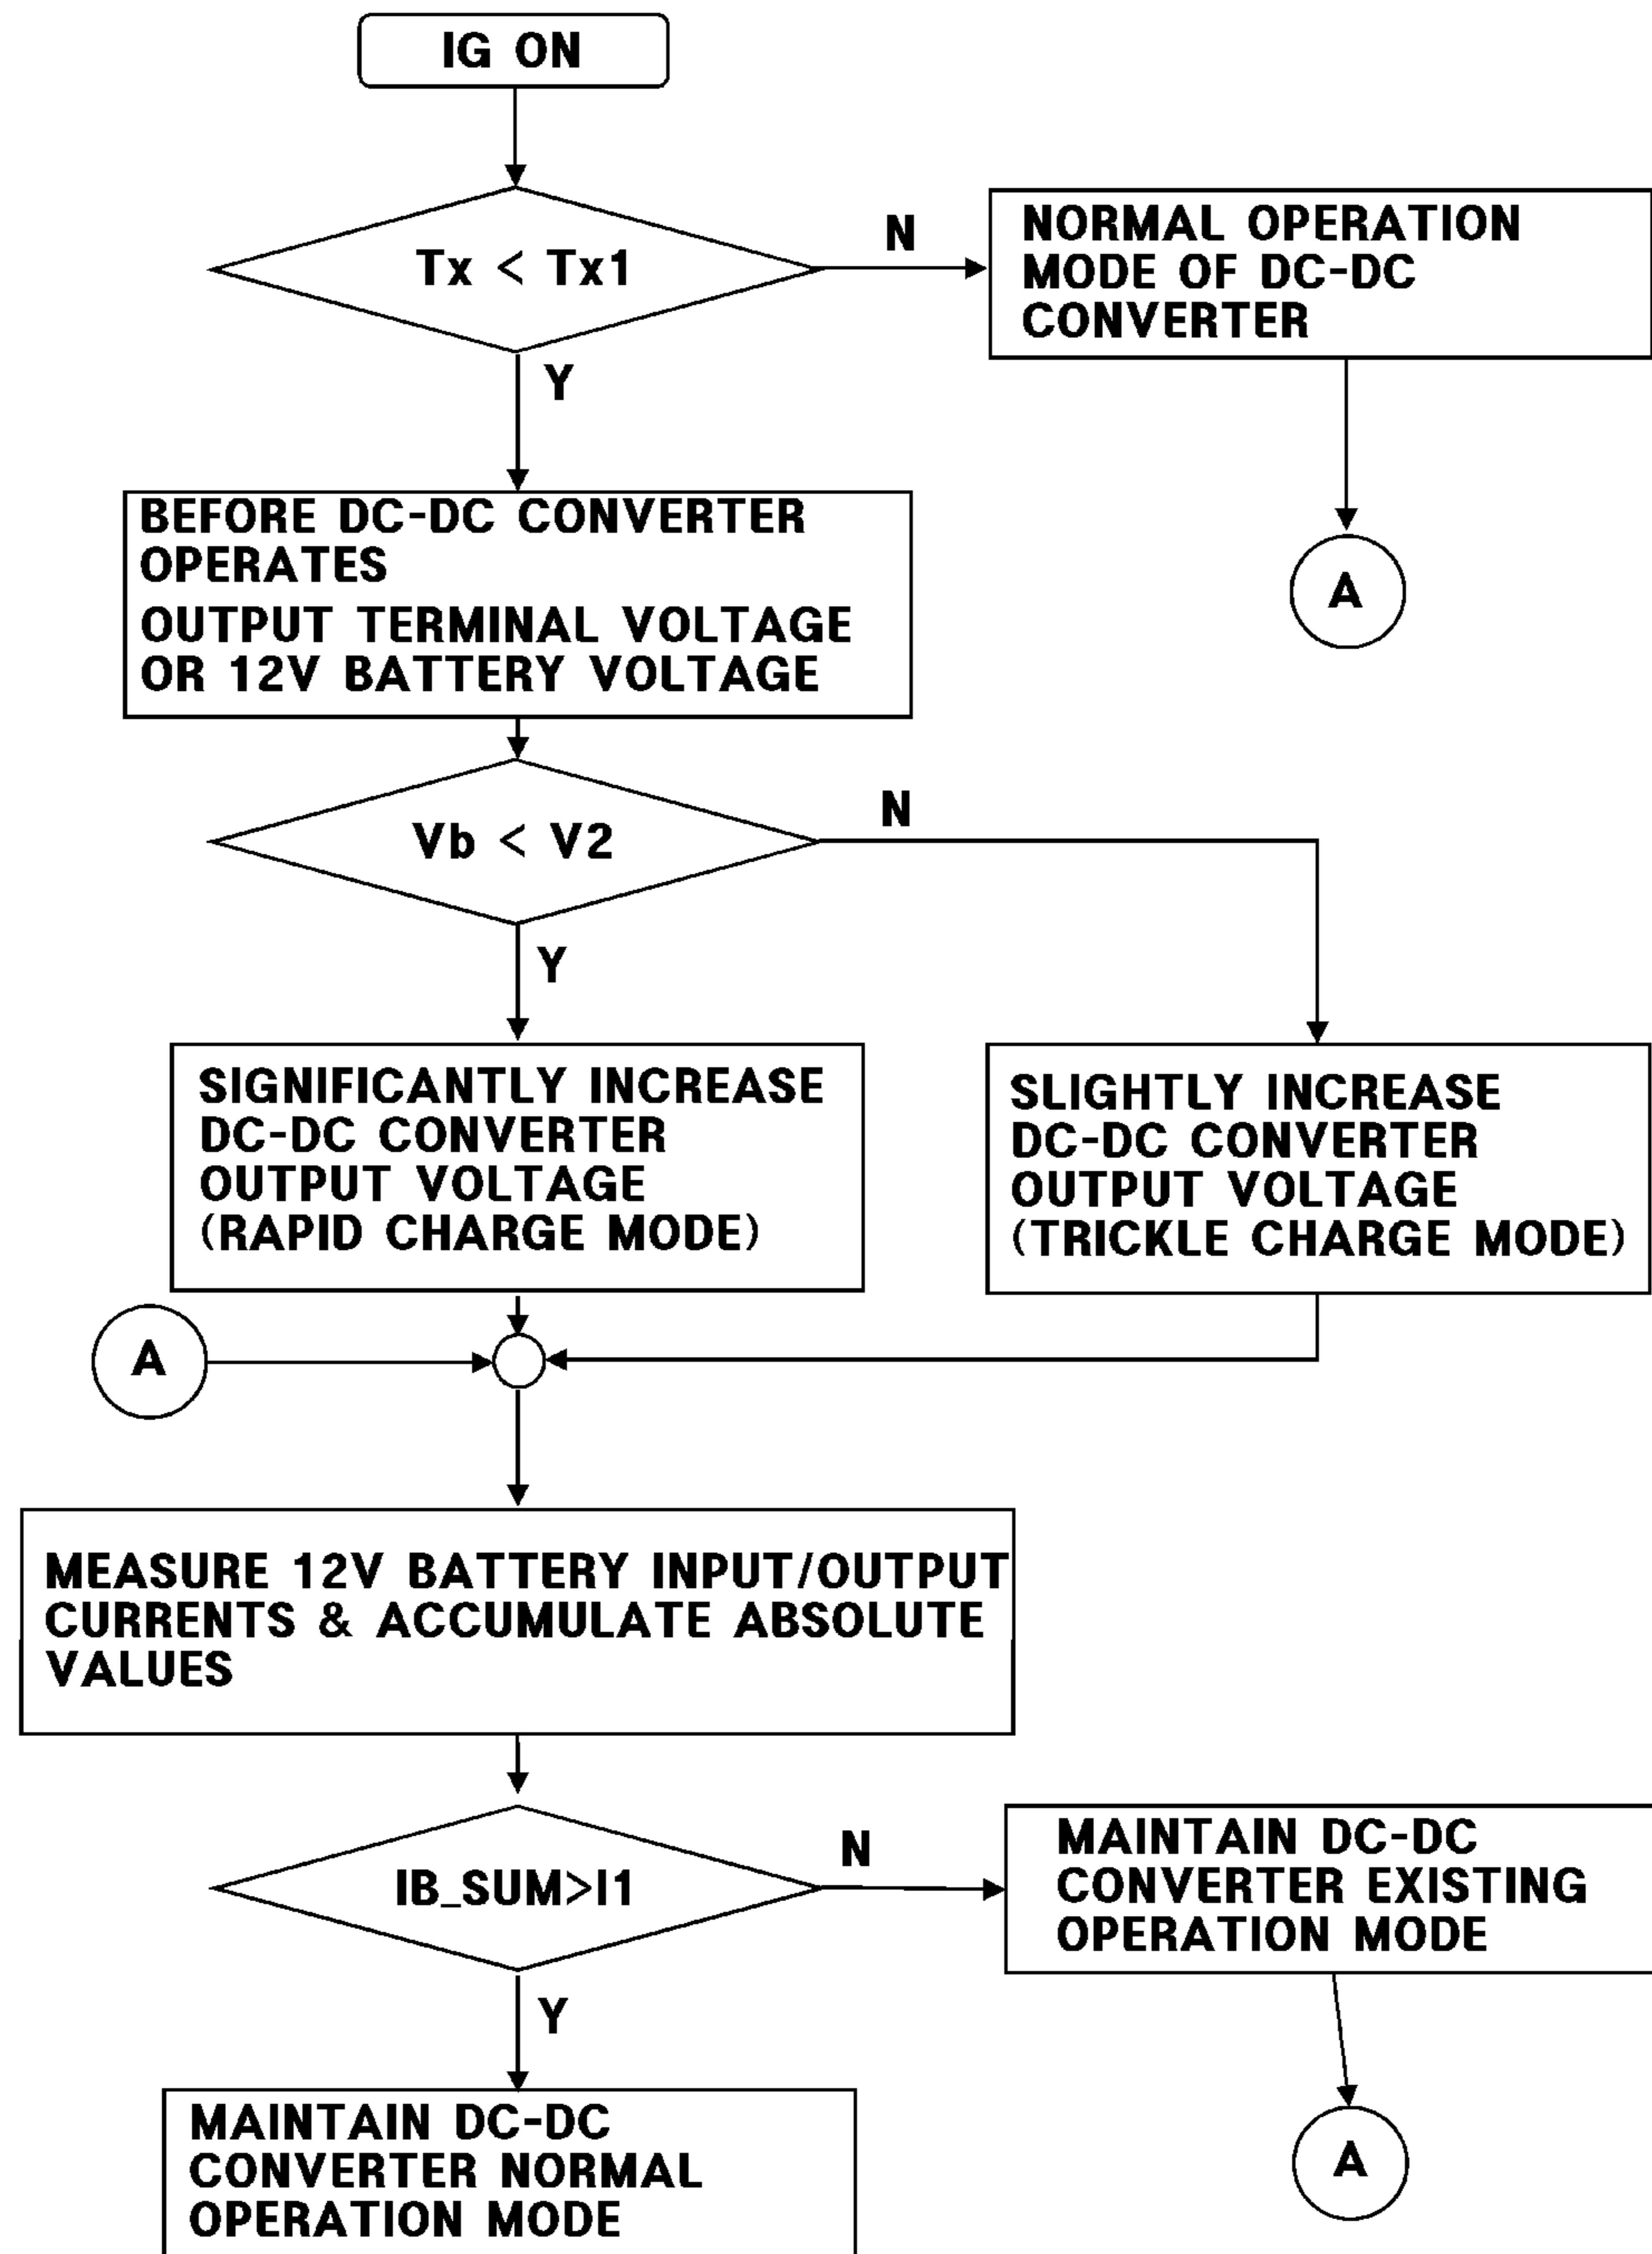 IG ON
Tx < Tx1
N
NORMAL OPERATION
MODE OF DC-DC
CONVERTER
Y
A
BEFORE DC-DC CONVERTER
OPERATES
OUTPUT TERMINAL VOLTAGE
OR 12V BATTERY VOLTAGE
Vb < V2
N
Y
SIGNIFICANTLY INCREASE
DC-DC CONVERTER
OUTPUT VOLTAGE
(RAPID CHARGE MODE)
SLIGHTLY INCREASE
DC-DC CONVERTER
OUTPUT VOLTAGE
(TRICKLE CHARGE MODE)
A
MEASURE 12V BATTERY INPUT/OUTPUT
CURRENTS & ACCUMULATE ABSOLUTE
VALUES
IB_SUM>I1
N
MAINTAIN DC-DC
CONVERTER EXISTING
OPERATION MODE
Y
MAINTAIN DC-DC
CONVERTER NORMAL
OPERATION MODE
A